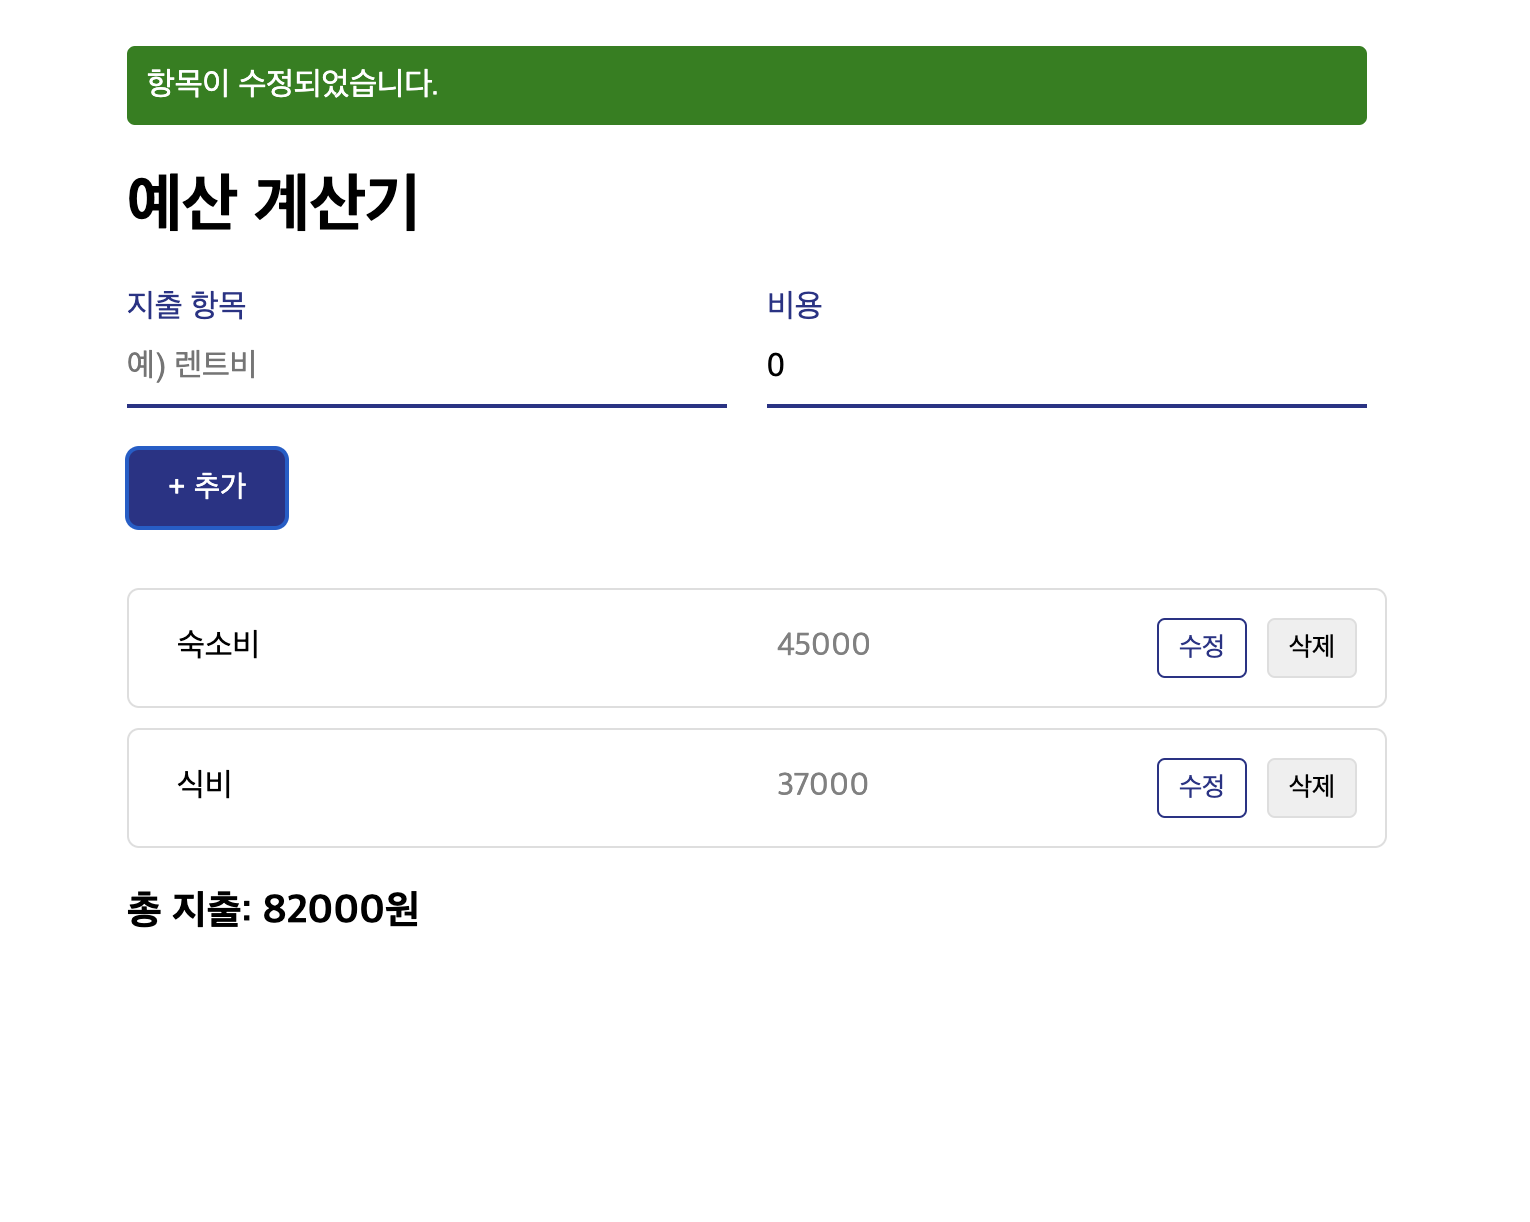 항목이 수정되었습니다.
예산 계산기
지출 항목
비용
예) 렌트비
0
+ 추가
숙소비 45000 수정 삭제
식비 37000 수정 삭제
총 지출: 82000원